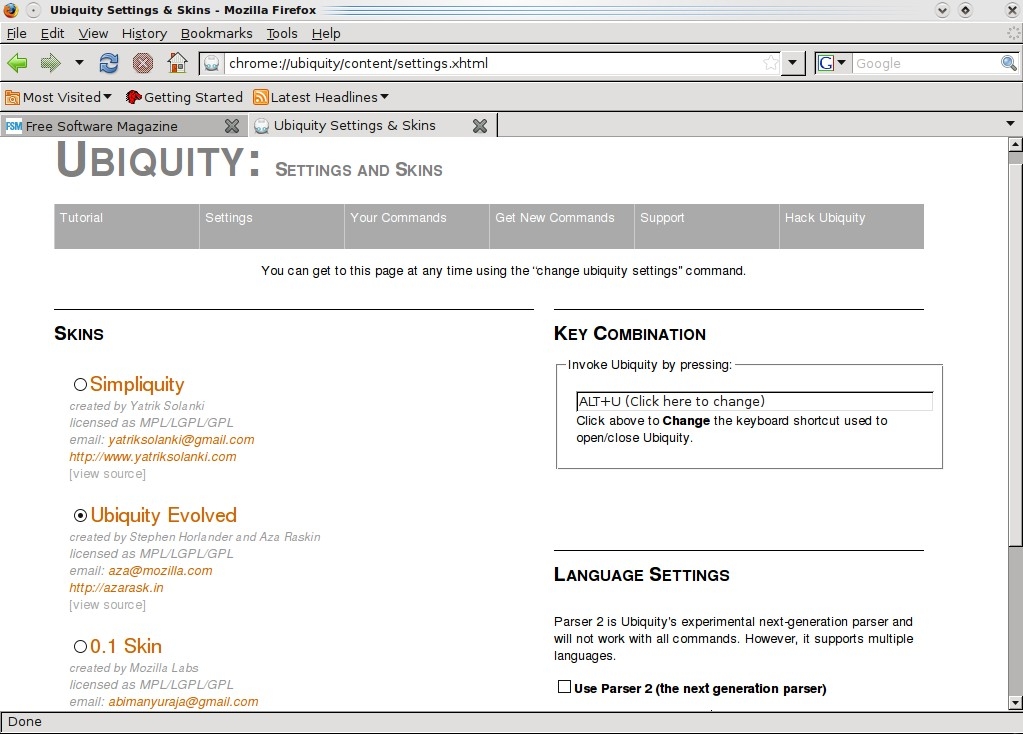 Ubiquity Settings & Skins - Mozilla Firefox
File Edit View History Bookmarks Tools Help
chrome://ubiquity/content/settings.xhtml
G Google
Most Visited Getting Started Latest Headlines
FSM Free Software Magazine Ubiquity Settings & Skins
UBIQUITY: SETTINGS AND SKINS
Tutorial Settings Your Commands Get New Commands Support Hack Ubiquity
You can get to this page at any time using the "change ubiquity settings" command.
SKINS
Simpliquity
created by Yatrik Solanki
licensed as MPL/LGPL/GPL
email: yatriksolanki@gmail.com
http://www.yatriksolanki.com
[view source]
Ubiquity Evolved
created by Stephen Horlander and Aza Raskin
licensed as MPL/LGPL/GPL
email: aza@mozilla.com
http://azarask.in
[view source]
0.1 Skin
created by Mozilla Labs
licensed as MPL/LGPL/GPL
email: abimanyuraja@gmail.com
KEY COMBINATION
Invoke Ubiquity by pressing:
ALT+U (Click here to change)
Click above to Change the keyboard shortcut used to
open/close Ubiquity.
LANGUAGE SETTINGS
Parser 2 is Ubiquity's experimental next-generation parser and
will not work with all commands. However, it supports multiple
languages.
Use Parser 2 (the next generation parser)
Done